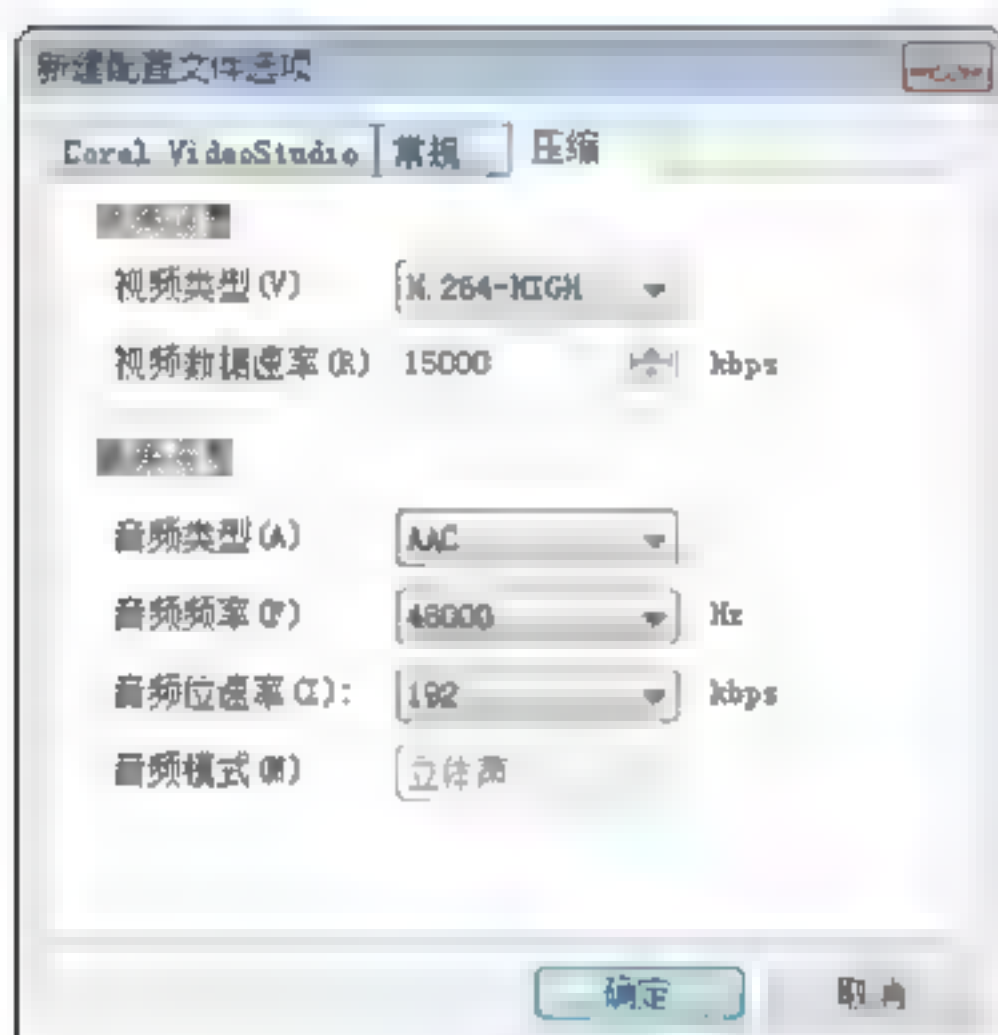 新建配置文件选项
Corel VideoStudio 常规 压缩
视频类型(V) H.264-HIGH
视频数据速率(R) 15000 kbps
音频类型(A) AAC
音频频率(F) 48000 Hz
音频位速率(I): 192 kbps
音频模式(M) 立体声
确定 取消